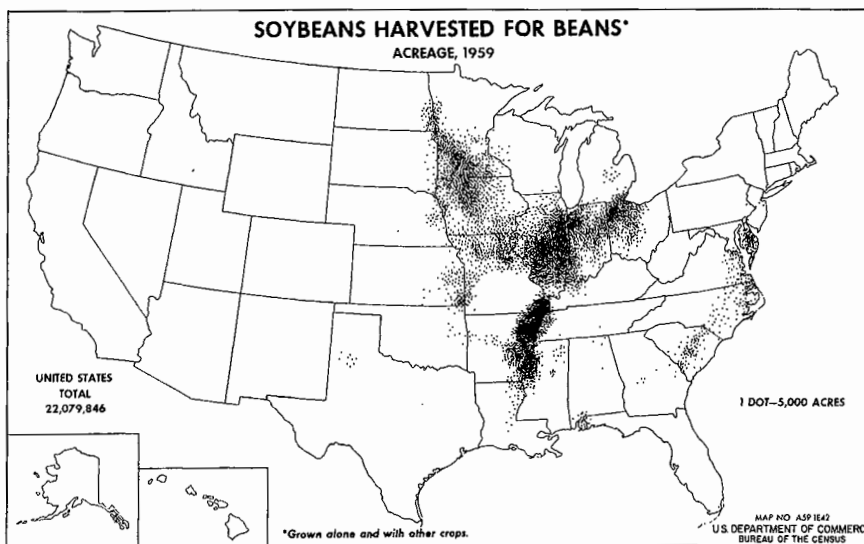 SOYBEANS HARVESTED FOR BEANS*
ACREAGE, 1959
UNITED STATES
TOTAL
22,079,846
1 DOT—5,000 ACRES
*Grown alone and with other crops.
MAP NO A59 1E42
U.S. DEPARTMENT OF COMMERC
BUREAU OF THE CENSUS